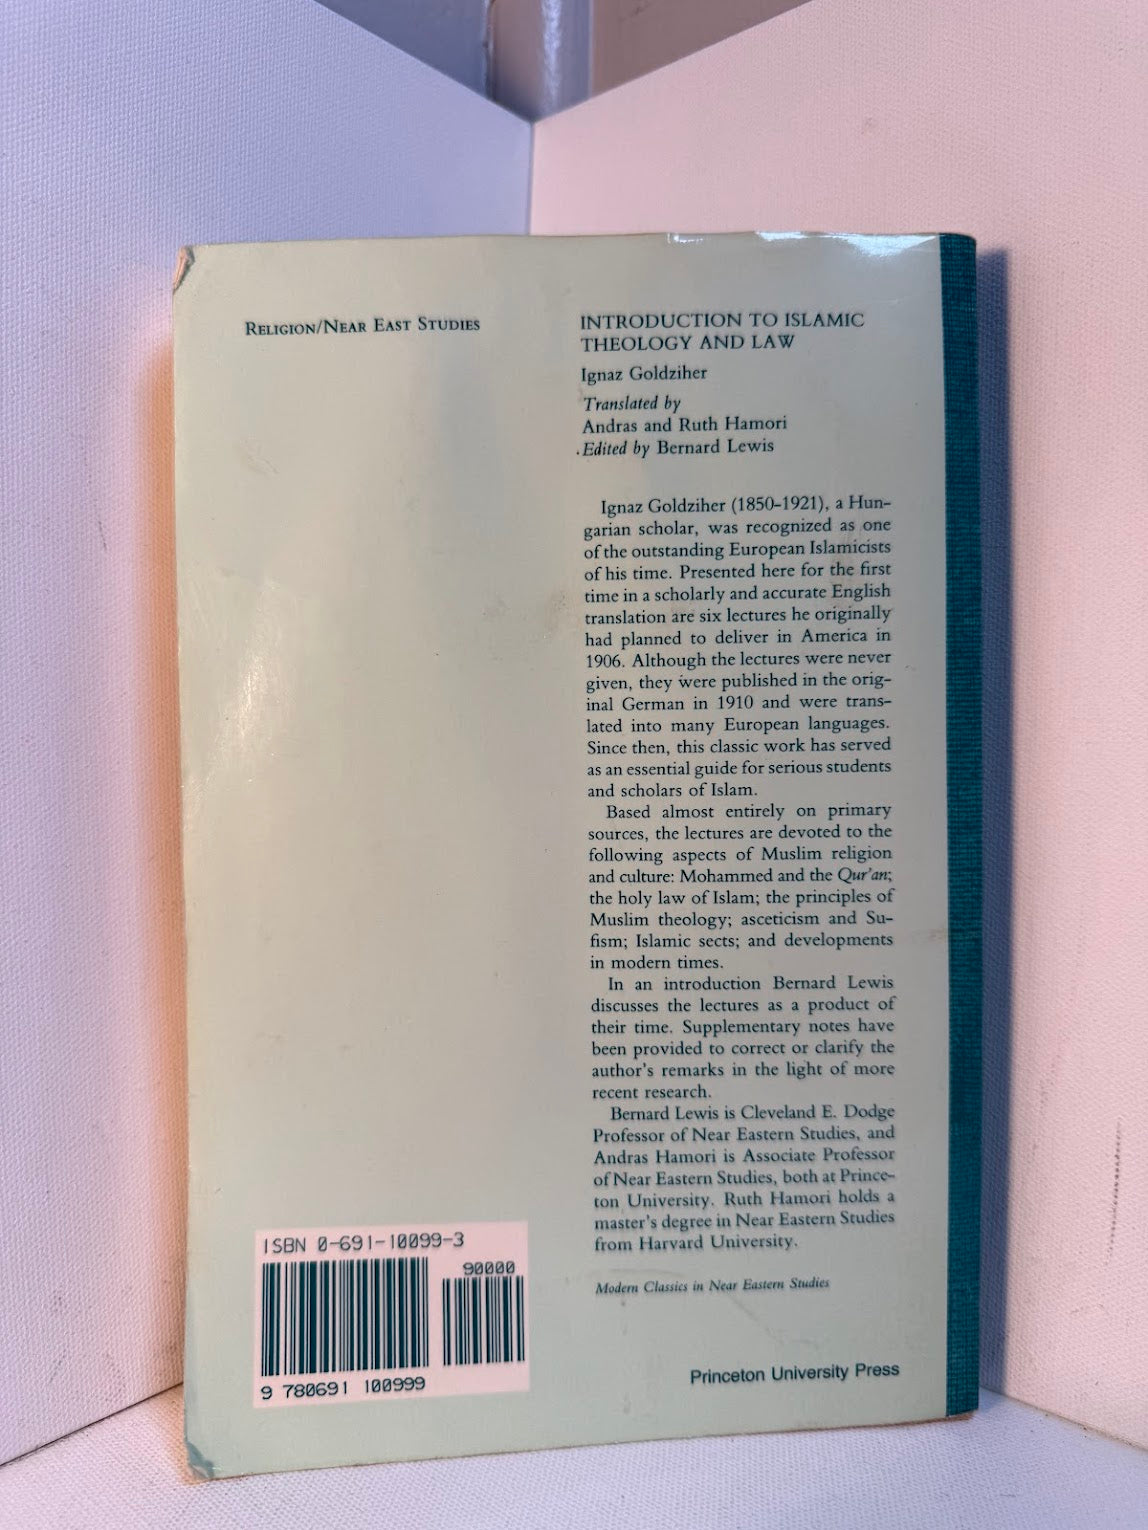 RELIGION/NEAR EAST STUDIES
INTRODUCTION TO ISLAMIC
THEOLOGY AND LAW
Ignaz Goldziher
Translated by
Andras and Ruth Hamori
Edited by Bernard Lewis
Ignaz Goldziher (1850–1921), a Hun-
garian scholar, was recognized as one
of the outstanding European Islamicists
of his time. Presented here for the first
time in a scholarly and accurate English
translation are six lectures he originally
had planned to deliver in America in
1906. Although the lectures were never
given, they were published in the orig-
inal German in 1910 and were trans-
lated into many European languages.
Since then, this classic work has served
as an essential guide for serious students
and scholars of Islam.
Based almost entirely on primary
sources, the lectures are devoted to the
following aspects of Muslim religion
and culture: Mohammed and the Qur'an;
the holy law of Islam; the principles of
Muslim theology; asceticism and Su-
fism; Islamic sects; and developments
in modern times.
In an introduction Bernard Lewis
discusses the lectures as a product of
their time. Supplementary notes have
been provided to correct or clarify the
author's remarks in the light of more
recent research.
Bernard Lewis is Cleveland E. Dodge
Professor of Near Eastern Studies, and
Andras Hamori is Associate Professor
of Near Eastern Studies, both at Prince-
ton University. Ruth Hamori holds a
master's degree in Near Eastern Studies
from Harvard University.
Modern Classics in Near Eastern Studies
Princeton University Press
ISBN 0-691-10099-3
90000
9 780691 100999